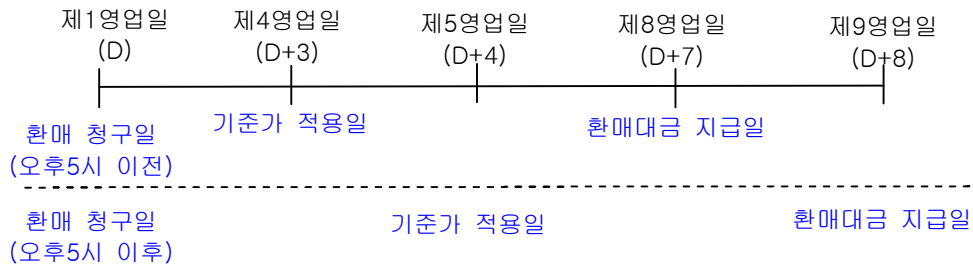 제1영업일 제4영업일 제5영업일 제8영업일 제9영업일
(D) (D+3) (D+4) (D+7) (D+8)
기준가 적용일 환매대금 지급일
환매 청구일
(오후5시 이전)
환매 청구일 기준가 적용일 환매대금 지급일
(오후5시 이후)